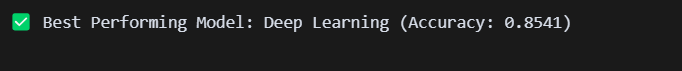 ✅ Best Performing Model: Deep Learning (Accuracy: 0.8541)